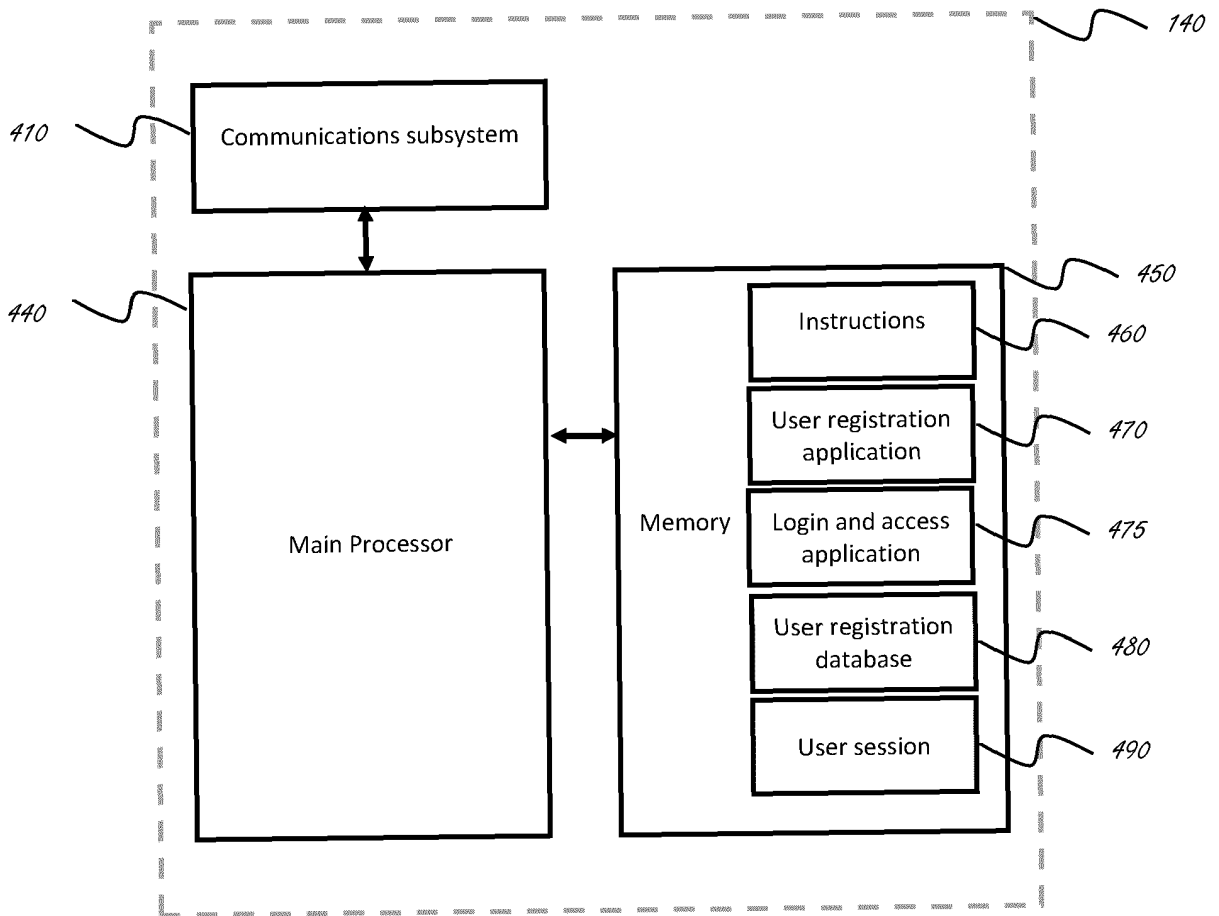 140
410
Communications subsystem
450
440
Instructions
460
User registration
application
470
Memory
Login and access
application
475
Main Processor
User registration
database
480
User session
490